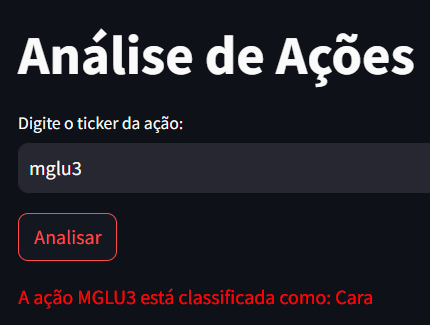 Análise de Ações
Digite o ticker da ação:
mglu3
Analisar
A ação MGLU3 está classificada como: Cara